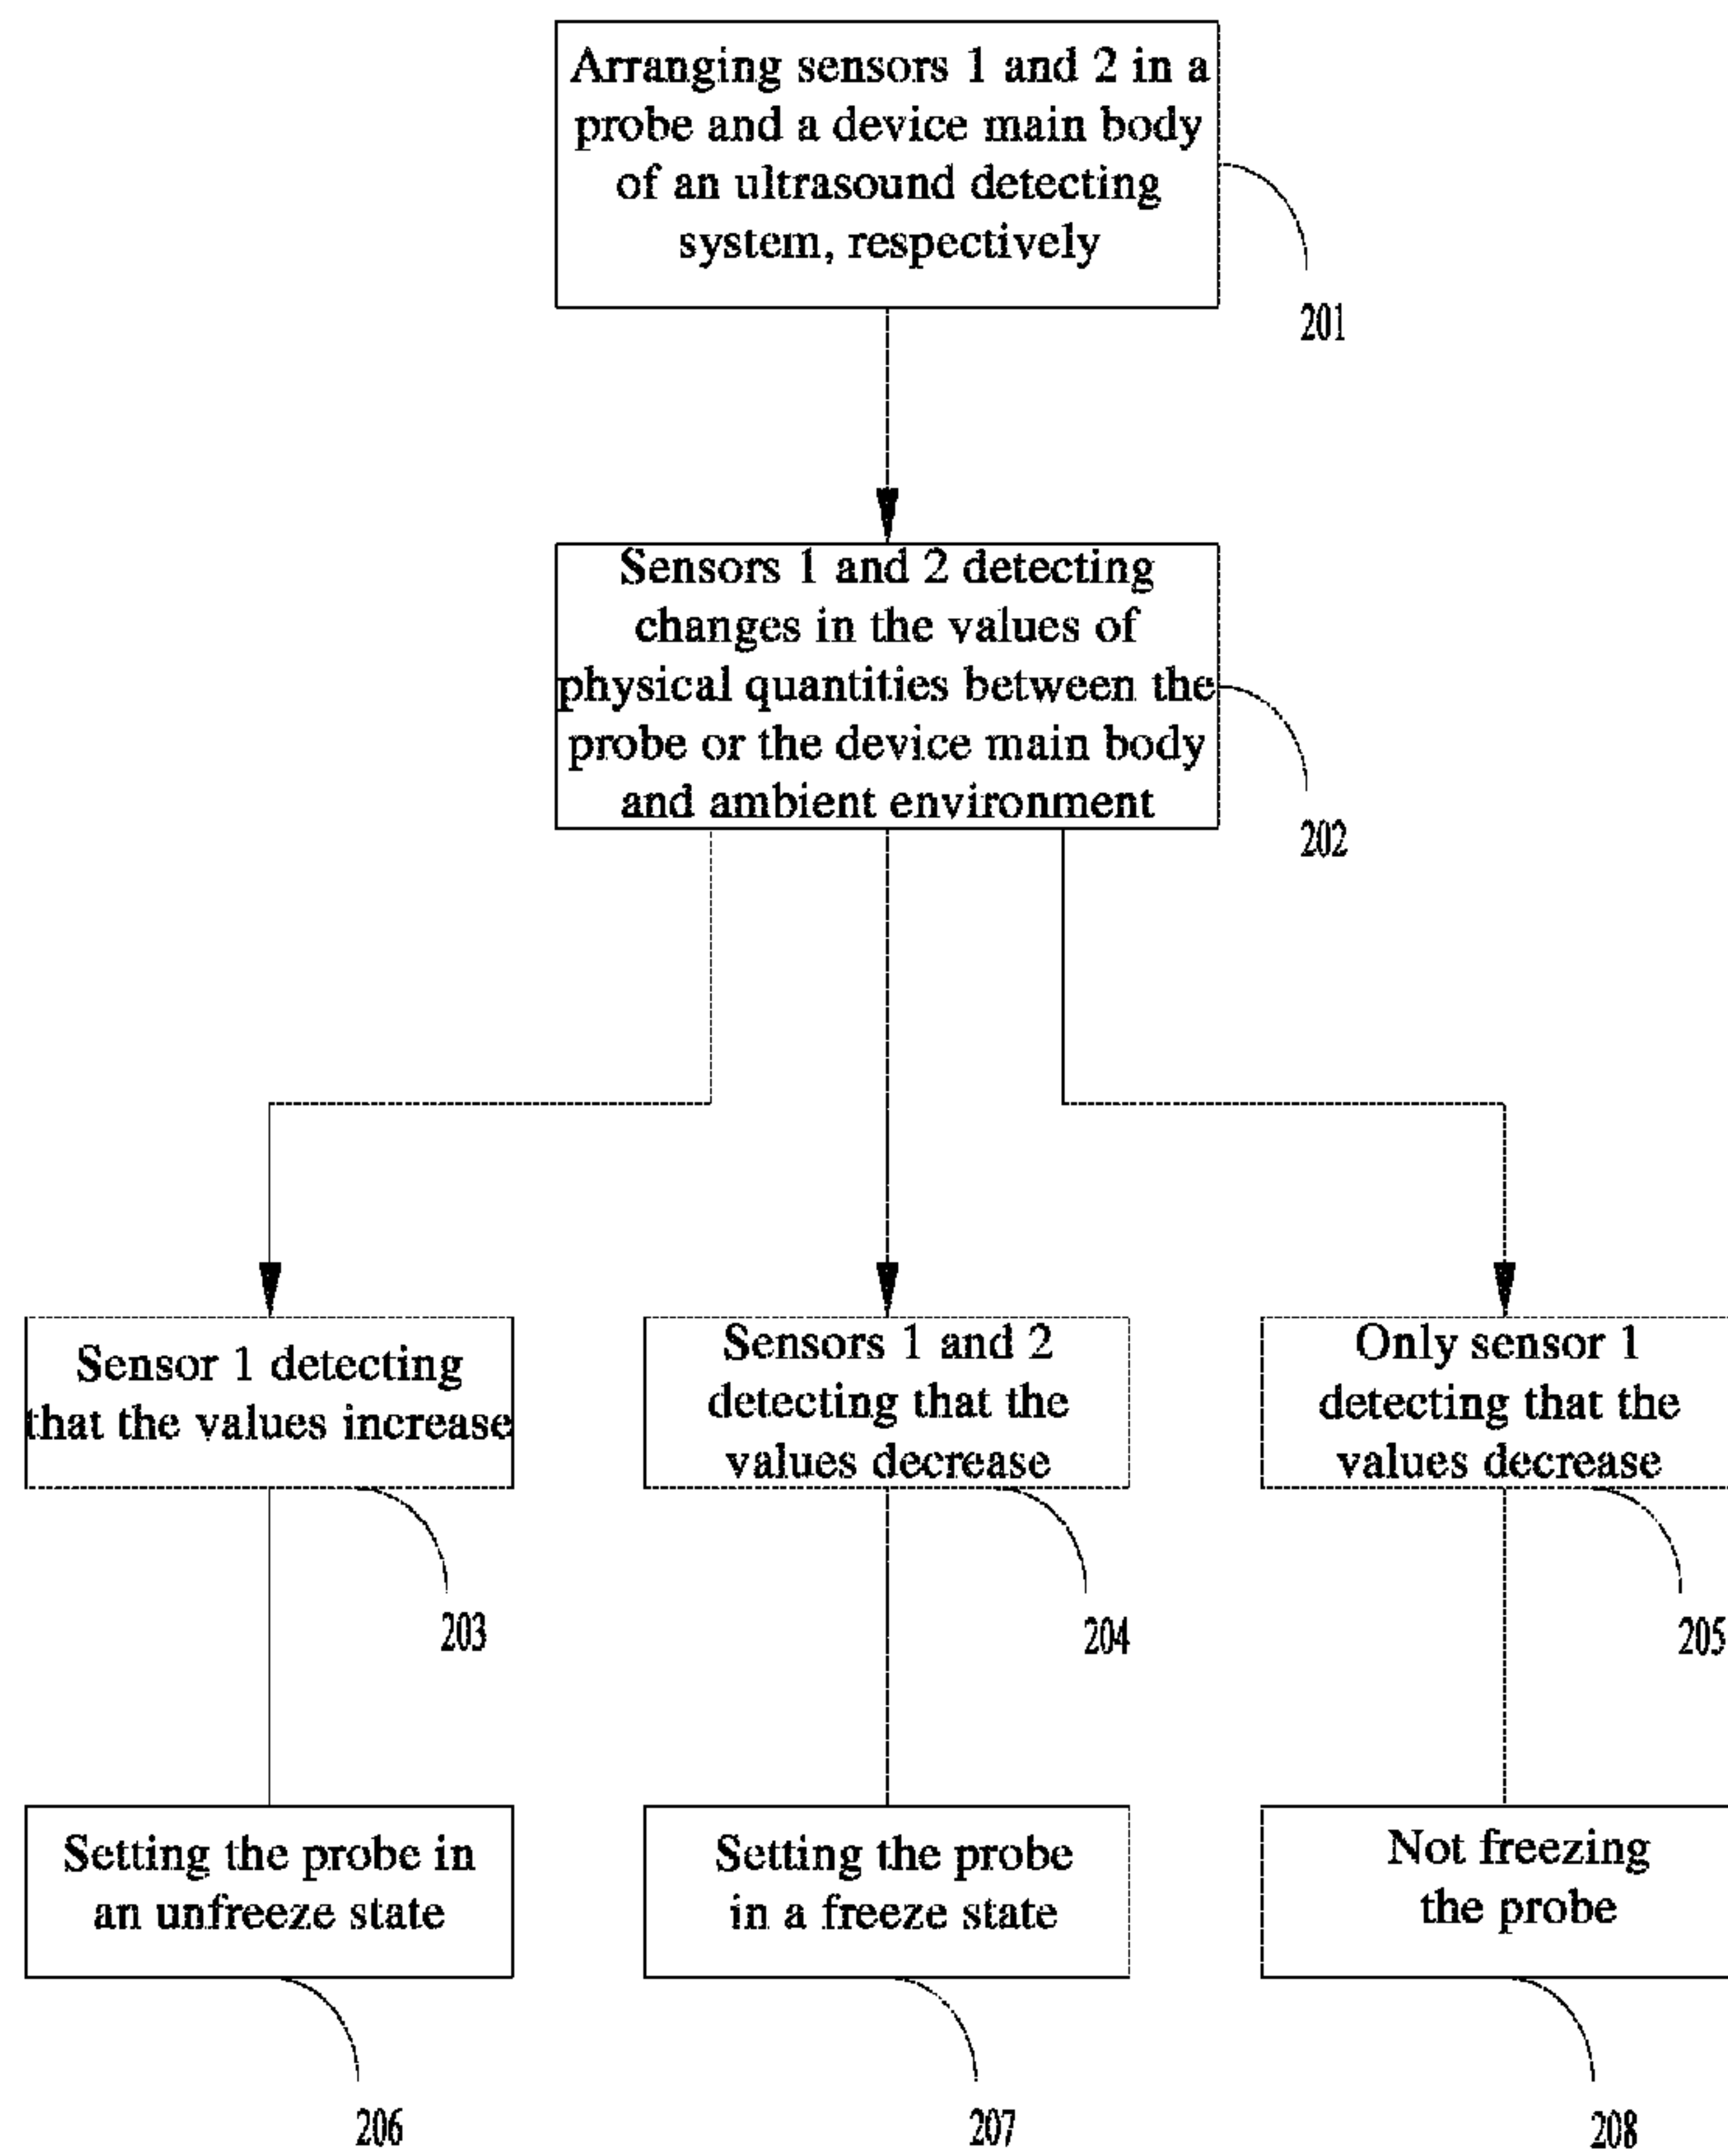 Arranging sensors 1 and 2 in a
probe and a device main body
of an ultrasound detecting
system, respectively
201
Sensors 1 and 2 detecting
changes in the values of
physical quantities between the
probe or the device main body
and ambient environment
202
Sensor 1 detecting
that the values increase
203
Sensors 1 and 2
detecting that the
values decrease
204
Only sensor 1
detecting that the
values decrease
205
Setting the probe in
an unfreeze state
206
Setting the probe
in a freeze state
207
Not freezing
the probe
208